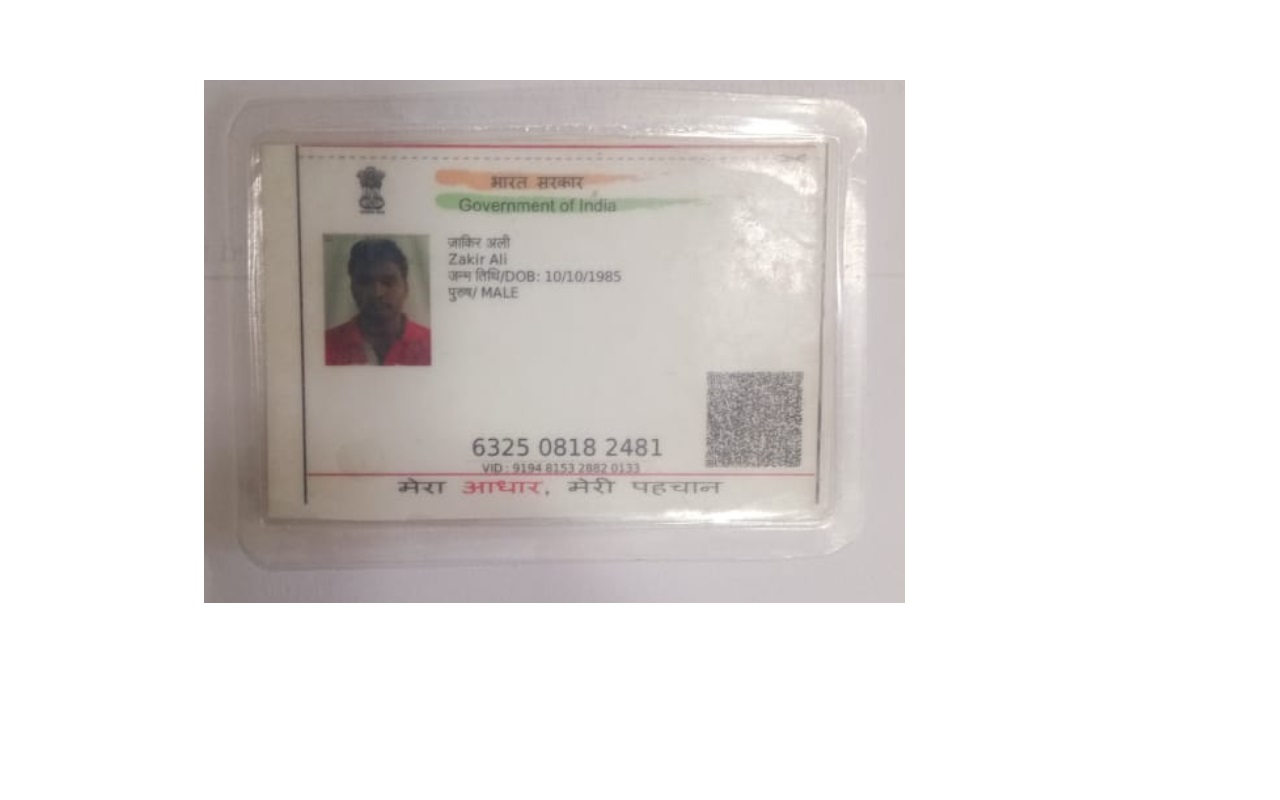 भारत सरकार
Government of India
जाकिर अली
Zakir Ali
जन्म तिथि/DOB: 10/10/1985
पुरुष/ MALE
6325 0818 2481
VID : 9194 8153 2882 0133
मेरा आधार, मेरी पहचान